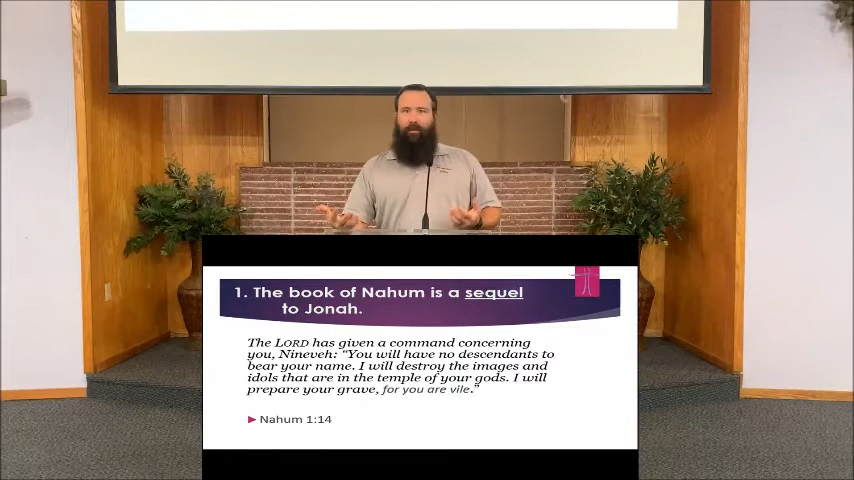 1. The book of Nahum is a sequel
to Jonah.
The LORD has given a command concerning
you, Nineveh: “You will have no descendants to
bear your name. I will destroy the images and
idols that are in the temple of your gods. I will
prepare your grave, for you are vile.”
Nahum 1:14